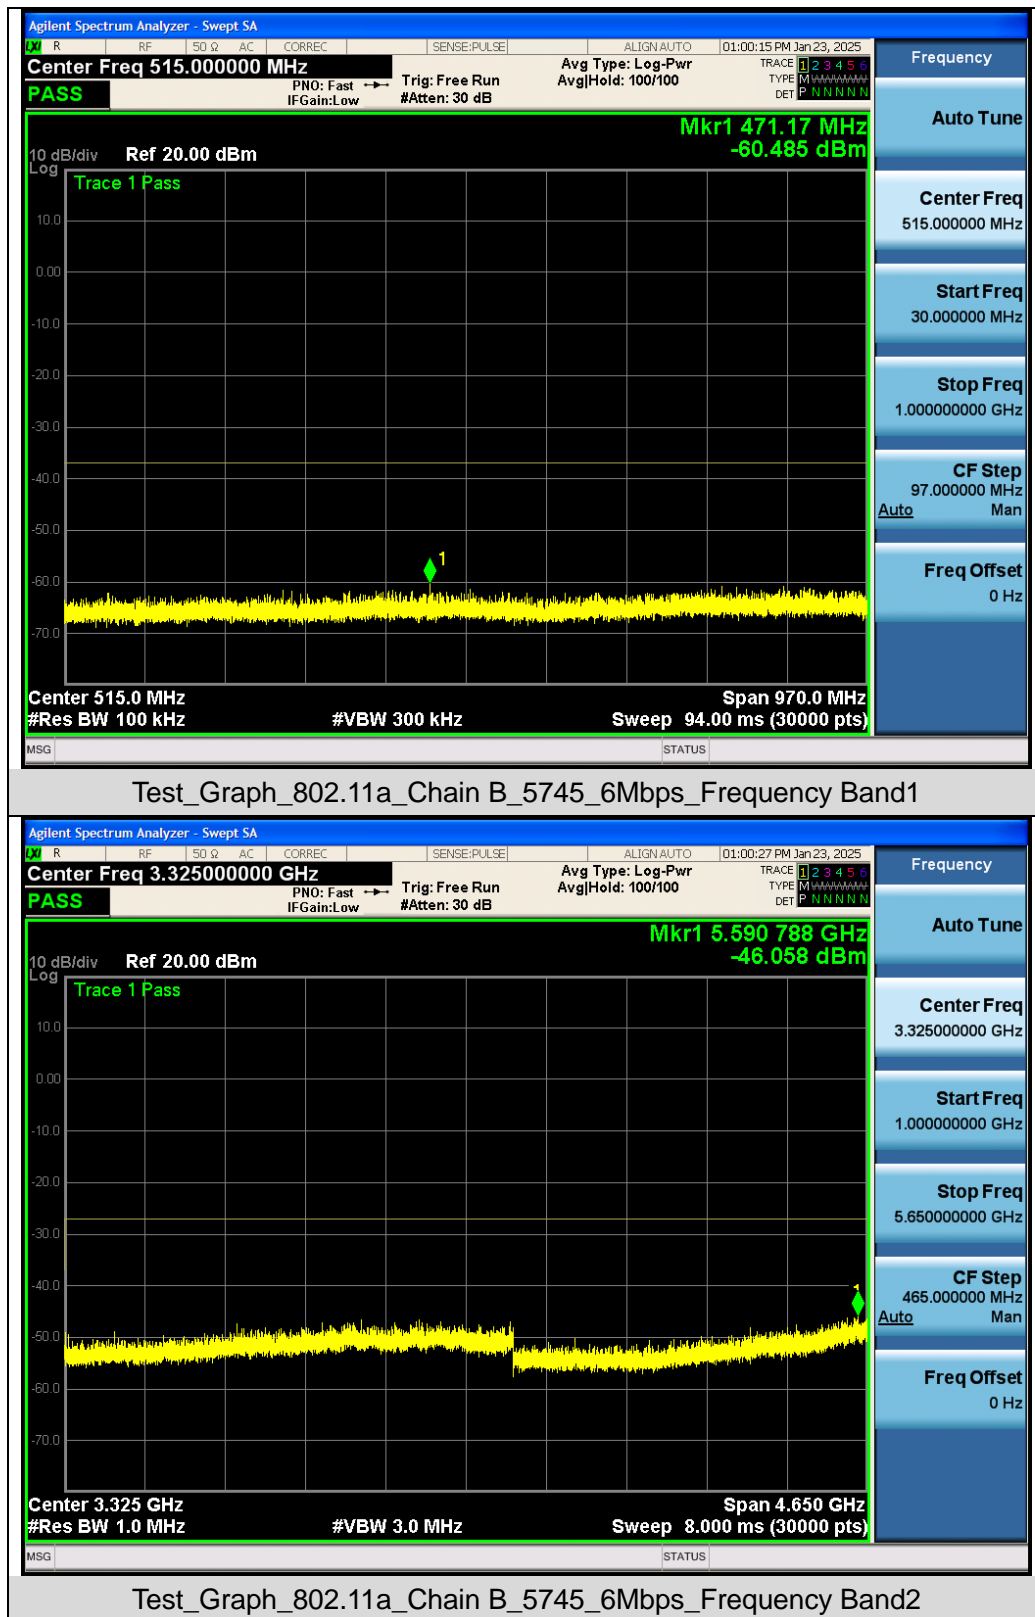 Agilent Spectrum Analyzer - Swept SA
LXI R RF 50 Ω AC CORREC SENSE:PULSE ALIGN AUTO 01:00:15 PM Jan 23, 2025
Center Freq 515.000000 MHz
PASS
PNO: Fast
IFGain:Low
Trig: Free Run
#Atten: 30 dB
Avg Type: Log-Pwr
Avg|Hold: 100/100
TRACE 1 2 3 4 5 6
TYPE M
DET P N N N N N
Mkr1 471.17 MHz
-60.485 dBm
10 dB/div
Log
Ref 20.00 dBm
Trace 1 Pass
10.0
0.00
-10.0
-20.0
-30.0
-40.0
-50.0
-60.0
-70.0
1
Center 515.0 MHz
Span 970.0 MHz
#Res BW 100 kHz
#VBW 300 kHz
Sweep 94.00 ms (30000 pts)
MSG
STATUS
Frequency
Auto Tune
Center Freq
515.000000 MHz
Start Freq
30.000000 MHz
Stop Freq
1.000000000 GHz
CF Step
97.000000 MHz
Auto Man
Freq Offset
0 Hz
Test_Graph_802.11a_Chain B_5745_6Mbps_Frequency Band1
Agilent Spectrum Analyzer - Swept SA
LXI R RF 50 Ω AC CORREC SENSE:PULSE ALIGN AUTO 01:00:27 PM Jan 23, 2025
Center Freq 3.325000000 GHz
PASS
PNO: Fast
IFGain:Low
Trig: Free Run
#Atten: 30 dB
Avg Type: Log-Pwr
Avg|Hold: 100/100
TRACE 1 2 3 4 5 6
TYPE M
DET P N N N N N
Mkr1 5.590 788 GHz
-46.058 dBm
10 dB/div
Log
Ref 20.00 dBm
Trace 1 Pass
10.0
0.00
-10.0
-20.0
-30.0
-40.0
-50.0
-60.0
-70.0
1
Center 3.325 GHz
Span 4.650 GHz
#Res BW 1.0 MHz
#VBW 3.0 MHz
Sweep 8.000 ms (30000 pts)
MSG
STATUS
Frequency
Auto Tune
Center Freq
3.325000000 GHz
Start Freq
1.000000000 GHz
Stop Freq
5.650000000 GHz
CF Step
465.000000 MHz
Auto Man
Freq Offset
0 Hz
Test_Graph_802.11a_Chain B_5745_6Mbps_Frequency Band2